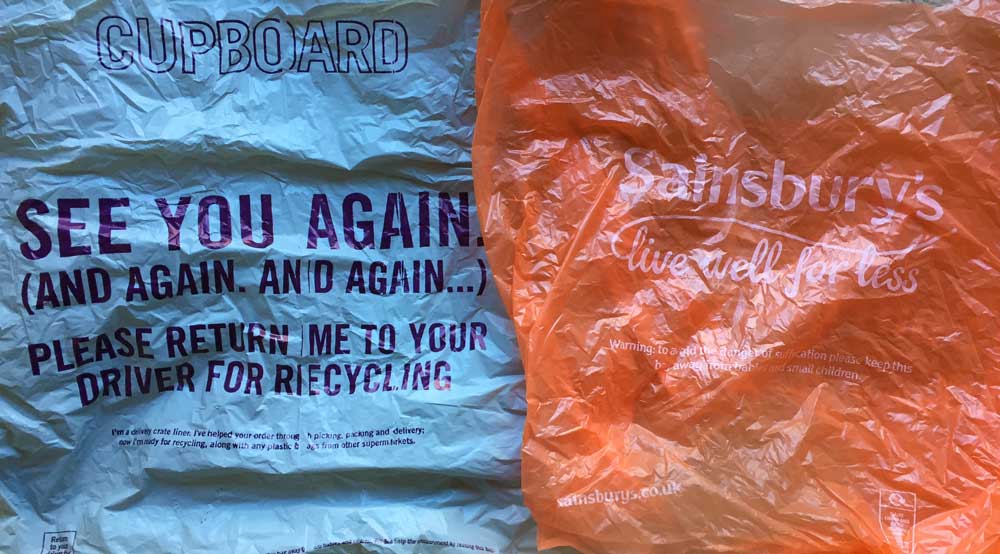 CUPBOARD
SEE YOU AGAIN.
(AND AGAIN. AND AGAIN...)
PLEASE RETURN ME TO YOUR
DRIVER FOR RECYCLING
I'm a delivery crate liner. I've helped your order through picking, packing and delivery;
now I'm ready for recycling, along with any plastic bags from other supermarkets.
Return
to your
Sainsbury's
live well for less
Warning: to avoid the danger of suffocation please keep this
bag away from babies and small children.
sainsburys.co.uk